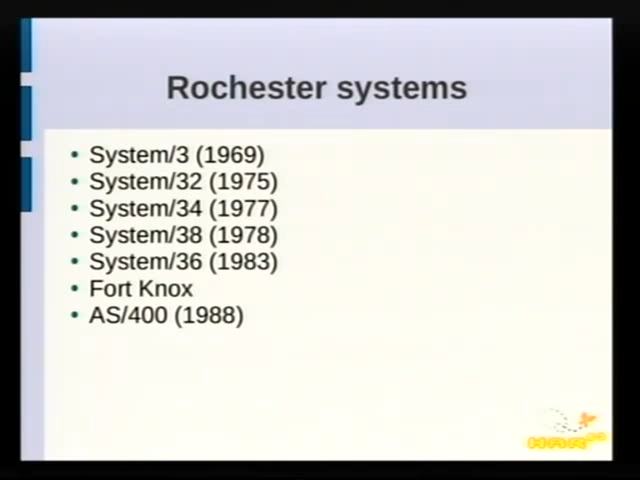 Rochester systems
• System/3 (1969)
• System/32 (1975)
• System/34 (1977)
• System/38 (1978)
• System/36 (1983)
• Fort Knox
• AS/400 (1988)